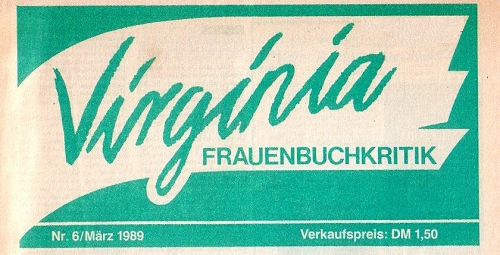 Virginia
FRAUENBUCHKRITIK
Nr. 6/März 1989 Verkaufspreis: DM 1,50